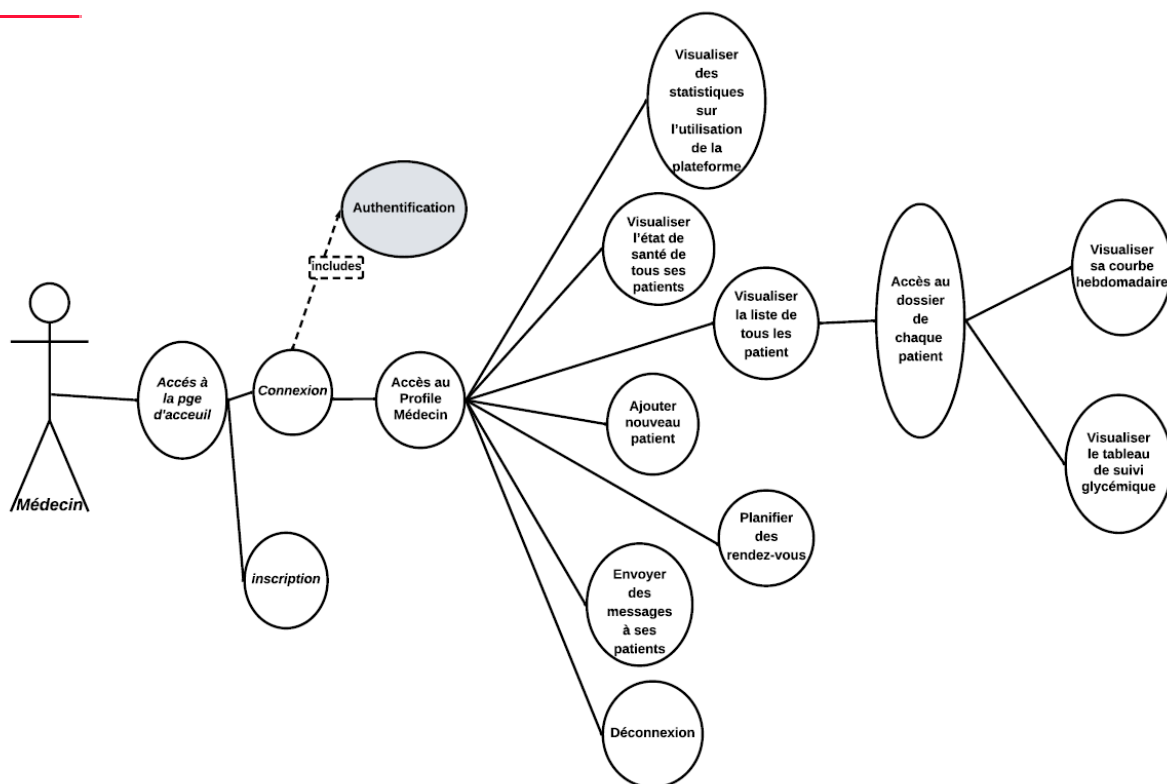 Visualiser
des
statistiques
sur
l'utilisation
de la
plateforme
Authentification
includes
Visualiser
l'état de
santé de
tous ses
patients
Visualiser
la liste de
tous les
patient
Accès au
dossier
de
chaque
patient
Visualiser
sa courbe
hebdomadaire
Médecin
Accés à
la pge
d'acceuil
Connexion
Accès au
Profile
Médecin
Ajouter
nouveau
patient
Visualiser
le tableau
de suivi
glycémique
inscription
Planifier
des
rendez-vous
Envoyer
des
messages
à ses
patients
Déconnexion